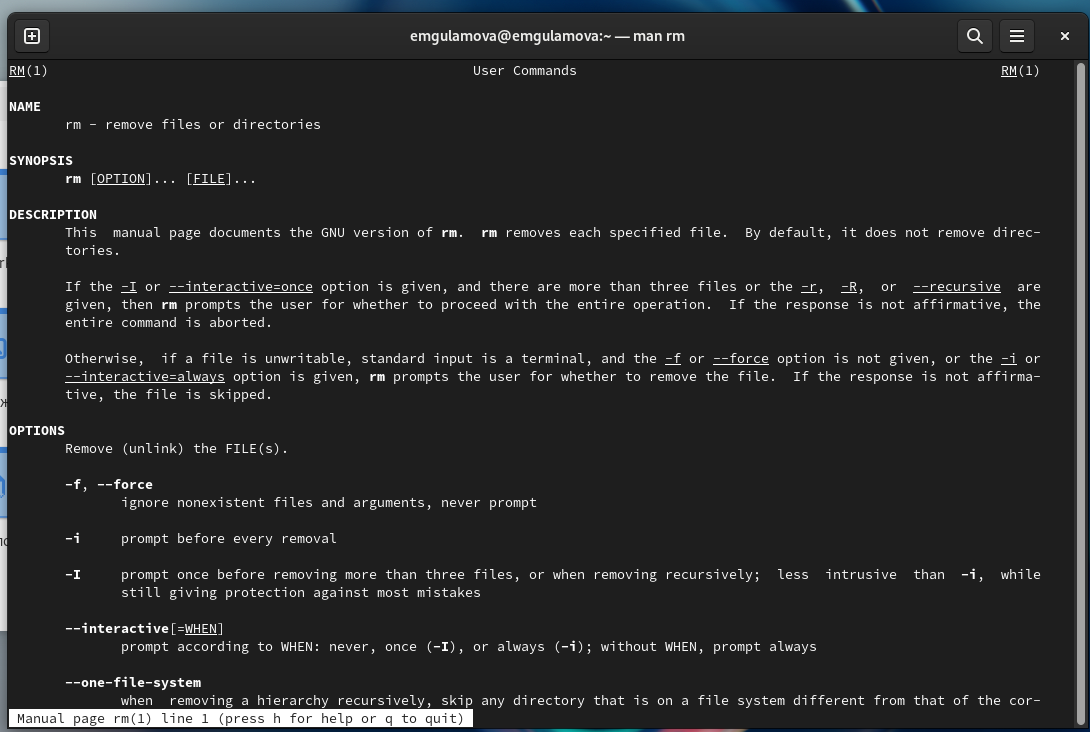 emgulamova@emgulamova:~ — man rm
RM(1) User Commands RM(1)
NAME
rm - remove files or directories
SYNOPSIS
rm [OPTION]... [FILE]...
DESCRIPTION
This manual page documents the GNU version of rm. rm removes each specified file. By default, it does not remove direc-
tories.
If the -I or --interactive=once option is given, and there are more than three files or the -r, -R, or --recursive are
given, then rm prompts the user for whether to proceed with the entire operation. If the response is not affirmative, the
entire command is aborted.
Otherwise, if a file is unwritable, standard input is a terminal, and the -f or --force option is not given, or the -i or
--interactive=always option is given, rm prompts the user for whether to remove the file. If the response is not affirma-
tive, the file is skipped.
OPTIONS
Remove (unlink) the FILE(s).
-f, --force
ignore nonexistent files and arguments, never prompt
-i prompt before every removal
-I prompt once before removing more than three files, or when removing recursively; less intrusive than -i, while
still giving protection against most mistakes
--interactive[=WHEN]
prompt according to WHEN: never, once (-I), or always (-i); without WHEN, prompt always
--one-file-system
when removing a hierarchy recursively, skip any directory that is on a file system different from that of the cor-
Manual page rm(1) line 1 (press h for help or q to quit)